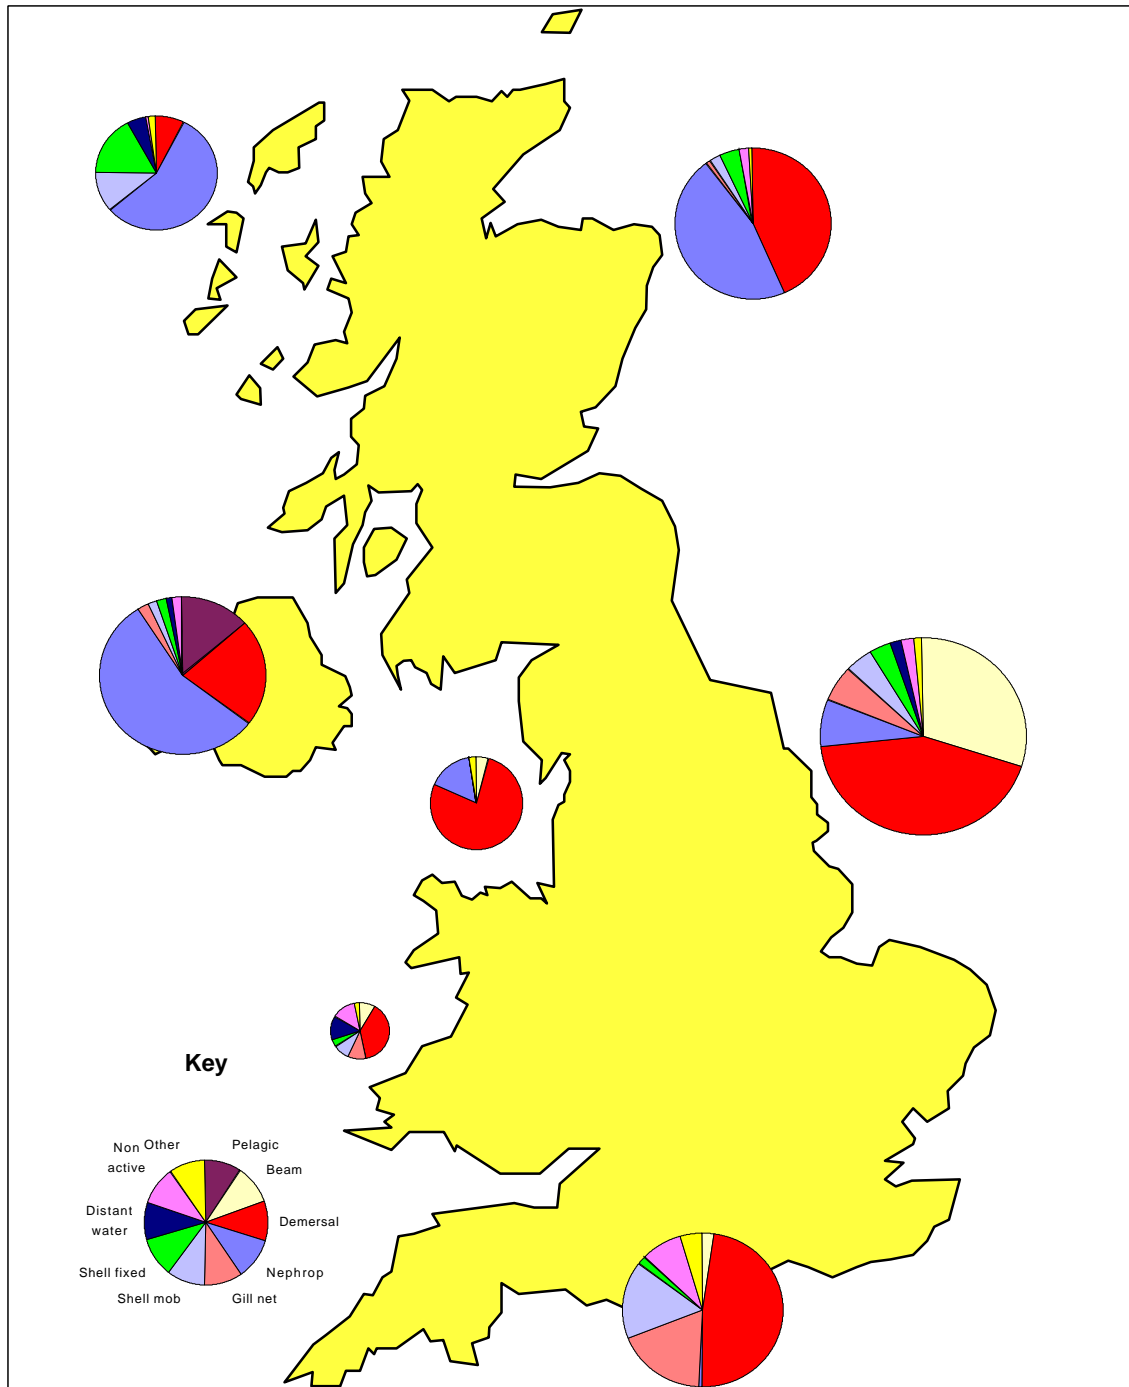 Key
Non
active
Other
Pelagic
Beam
Distant
water
Demersal
Shell fixed
Nephrop
Shell mob
Gill net